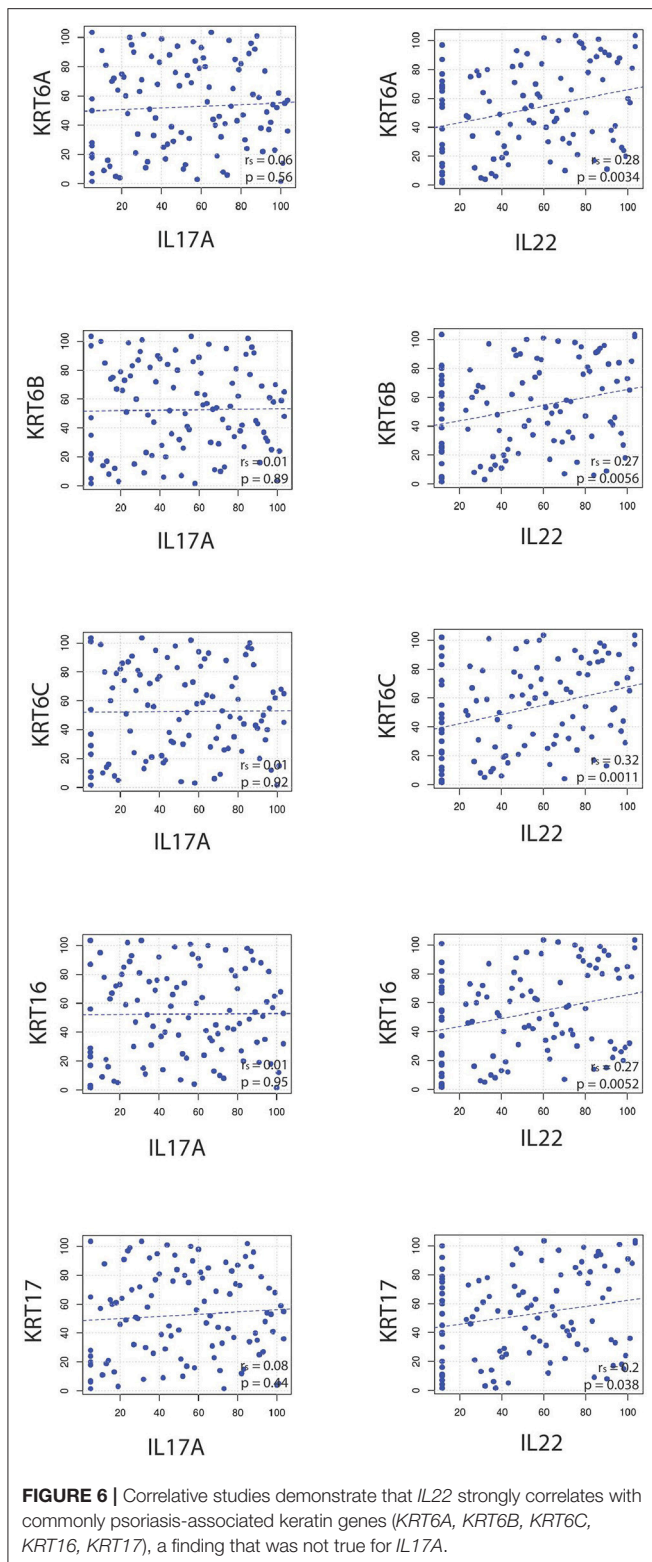 KRT6A
100
80
60
40
20
0
rs = 0.06
p = 0.56
20 40 60 80 100
IL17A
KRT6A
100
80
60
40
20
0
rs = 0.28
p = 0.0034
20 40 60 80 100
IL22
KRT6B
100
80
60
40
20
0
rs = 0.01
p = 0.89
20 40 60 80 100
IL17A
KRT6B
100
80
60
40
20
0
rs = 0.27
p = 0.0056
20 40 60 80 100
IL22
KRT6C
100
80
60
40
20
0
rs = 0.01
p = 0.92
20 40 60 80 100
IL17A
KRT6C
100
80
60
40
20
0
rs = 0.32
p = 0.0011
20 40 60 80 100
IL22
KRT16
100
80
60
40
20
0
rs = 0.01
p = 0.95
20 40 60 80 100
IL17A
KRT16
100
80
60
40
20
0
rs = 0.27
p = 0.0052
20 40 60 80 100
IL22
KRT17
100
80
60
40
20
0
rs = 0.08
p = 0.44
20 40 60 80 100
IL17A
KRT17
100
80
60
40
20
0
rs = 0.2
p = 0.038
20 40 60 80 100
IL22
FIGURE 6 | Correlative studies demonstrate that IL22 strongly correlates with
commonly psoriasis-associated keratin genes (KRT6A, KRT6B, KRT6C,
KRT16, KRT17), a finding that was not true for IL17A.